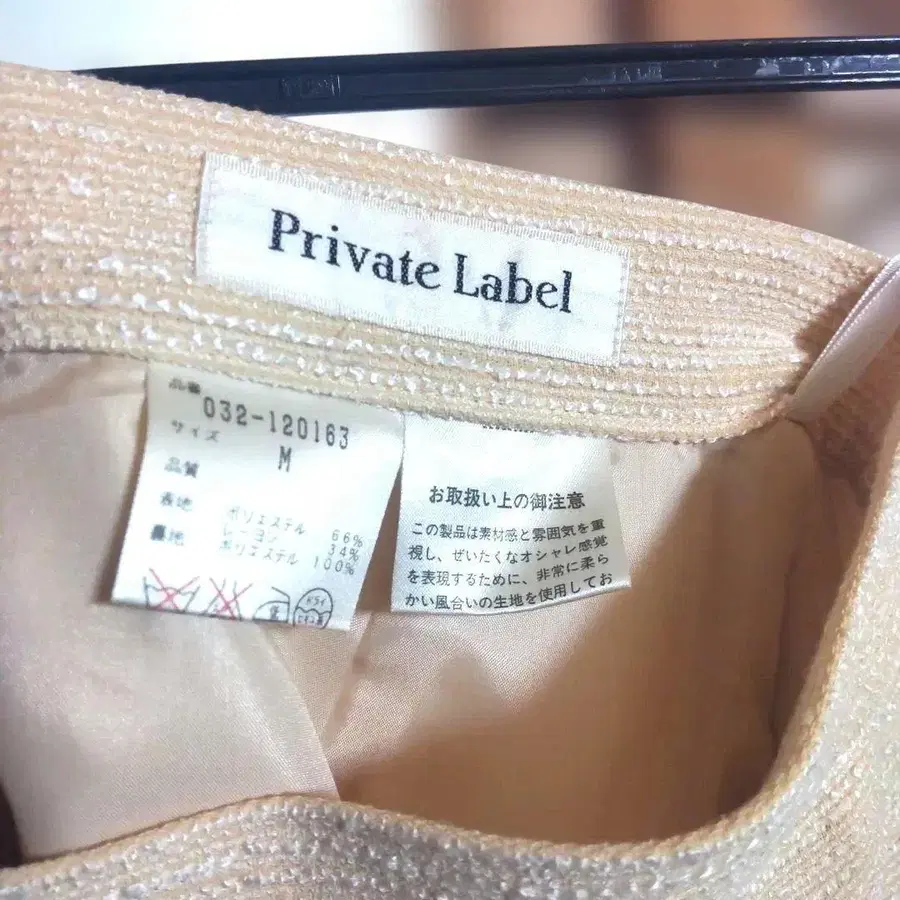 Private Label
品番
032-120163
サイズ
M
品質
表地 ポリエステル 66%
レーヨン 34%
裏地 ポリエステル 100%
ドライ
お取扱い上の御注意
この製品は素材感と雰囲気を重
視し、ぜいたくなオシャレ感覚
を表現するために、非常に柔ら
かい風合いの生地を使用してお